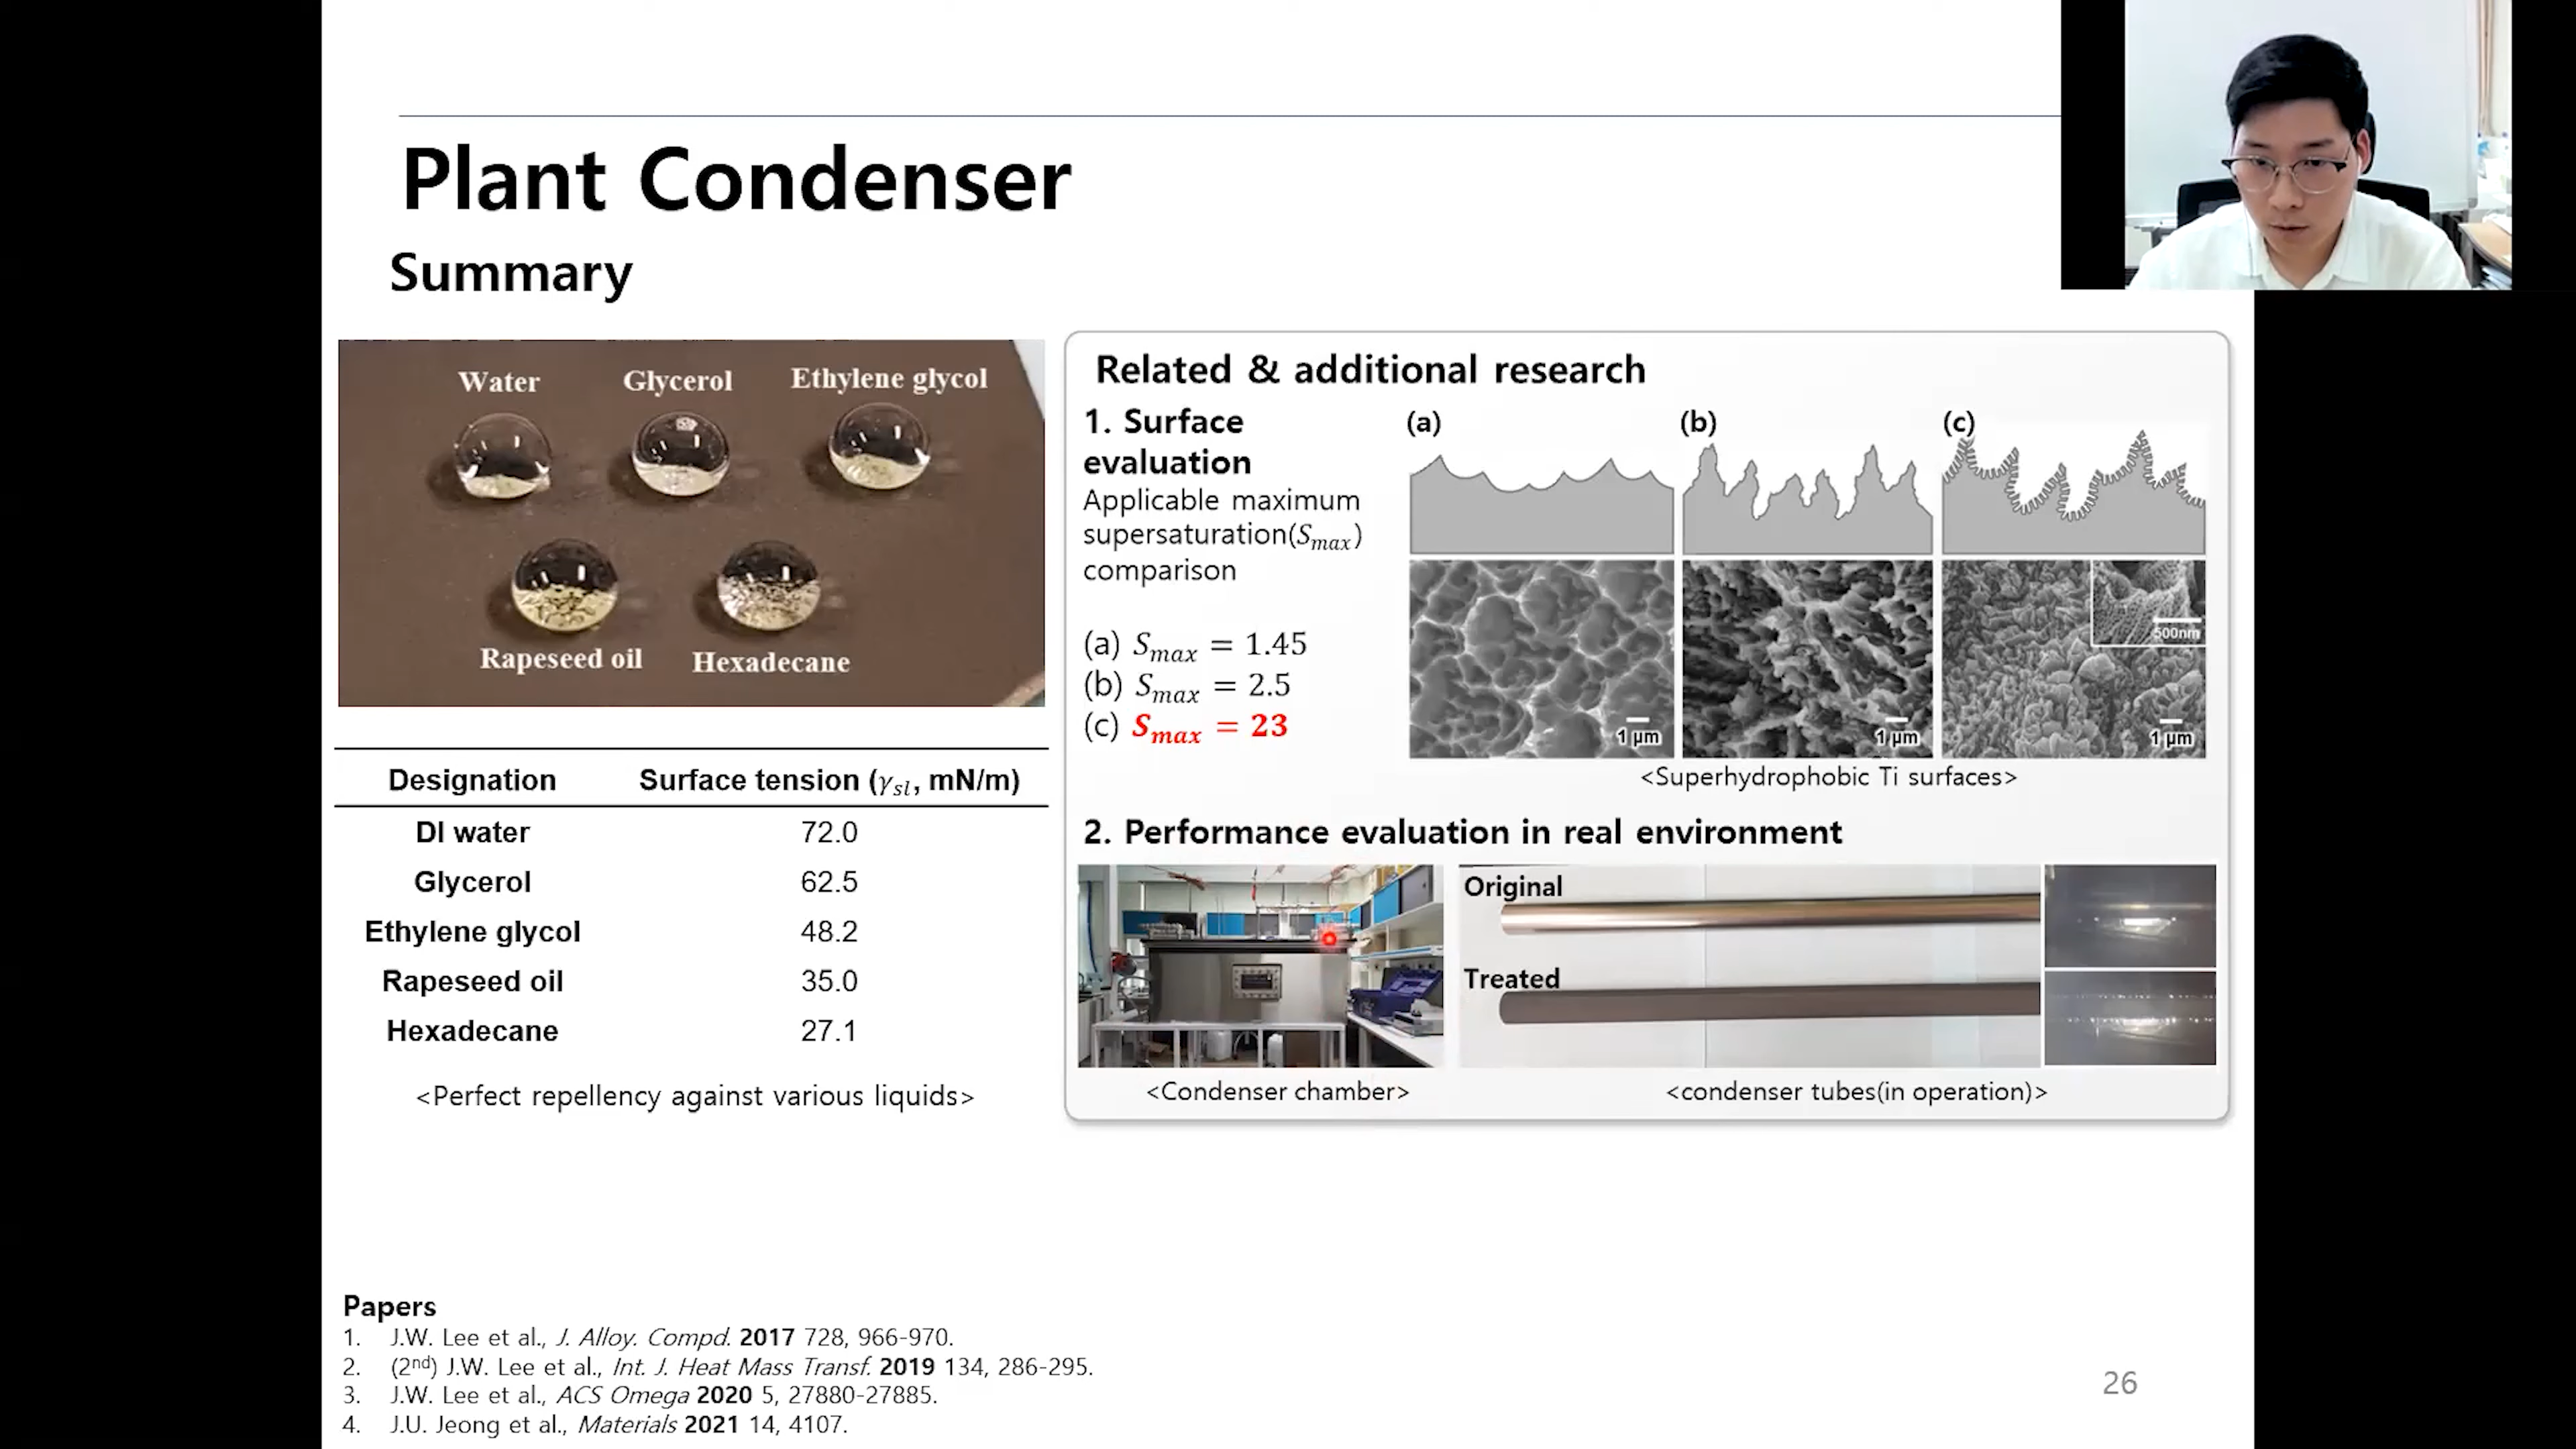 Plant Condenser
Summary
Water
Glycerol
Ethylene glycol
Rapeseed oil
Hexadecane
Designation Surface tension (γsl, mN/m)
DI water 72.0
Glycerol 62.5
Ethylene glycol 48.2
Rapeseed oil 35.0
Hexadecane 27.1
<Perfect repellency against various liquids>
Related & additional research
1. Surface
evaluation
Applicable maximum
supersaturation(Smax)
comparison
(a) Smax = 1.45
(b) Smax = 2.5
(c) Smax = 23
(a)
(b)
(c)
1 μm
1 μm
500nm
1 μm
<Superhydrophobic Ti surfaces>
2. Performance evaluation in real environment
Original
Treated
<Condenser chamber>
<condenser tubes(in operation)>
Papers
1. J.W. Lee et al., J. Alloy. Compd. 2017 728, 966-970.
2. (2nd) J.W. Lee et al., Int. J. Heat Mass Transf. 2019 134, 286-295.
3. J.W. Lee et al., ACS Omega 2020 5, 27880-27885.
4. J.U. Jeong et al., Materials 2021 14, 4107.
26